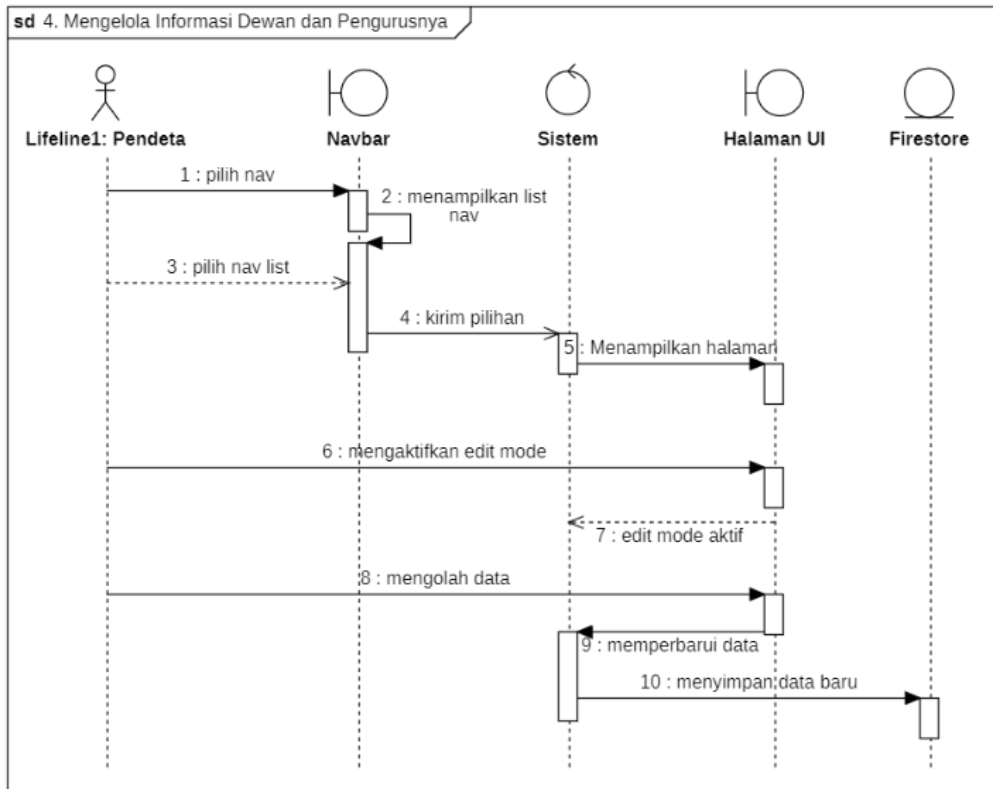 sd 4. Mengelola Informasi Dewan dan Pengurusnya
Lifeline1: Pendeta
Navbar
Sistem
Halaman UI
Firestore
1 : pilih nav
2 : menampilkan list
nav
3 : pilih nav list
4 : kirim pilihan
5 : Menampilkan halaman
6 : mengaktifkan edit mode
7 : edit mode aktif
8 : mengolah data
9 : memperbarui data
10 : menyimpan data baru